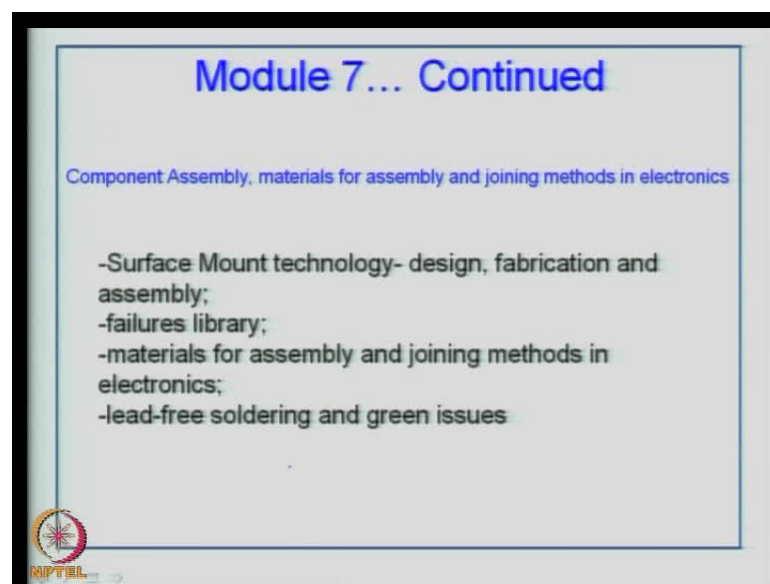 Module 7... Continued
Component Assembly, materials for assembly and joining methods in electronics
-Surface Mount technology- design, fabrication and
assembly;
-failures library;
-materials for assembly and joining methods in
electronics;
-lead-free soldering and green issues
NPTEL